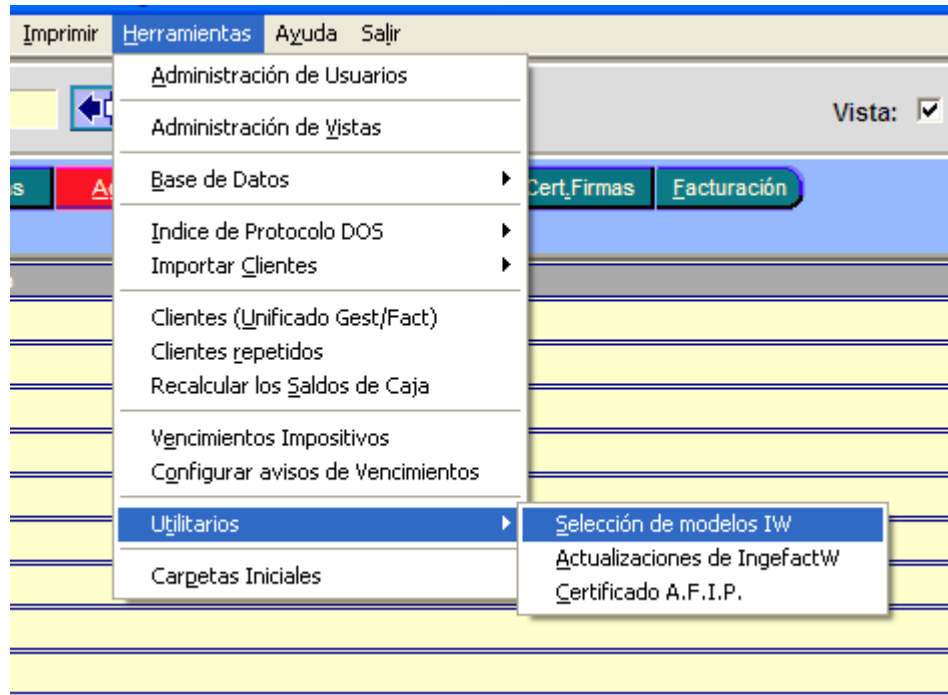 Imprimir Herramientas Ayuda Salir
Administración de Usuarios
Vista:
Administración de Vistas
Base de Datos
Cert.Firmas Facturación
Indice de Protocolo DOS
Importar Clientes
Clientes (Unificado Gest/Fact)
Clientes repetidos
Recalcular los Saldos de Caja
Vencimientos Impositivos
Configurar avisos de Vencimientos
Utilitarios
Selección de modelos IW
Actualizaciones de IngefactW
Certificado A.F.I.P.
Carpetas Iniciales